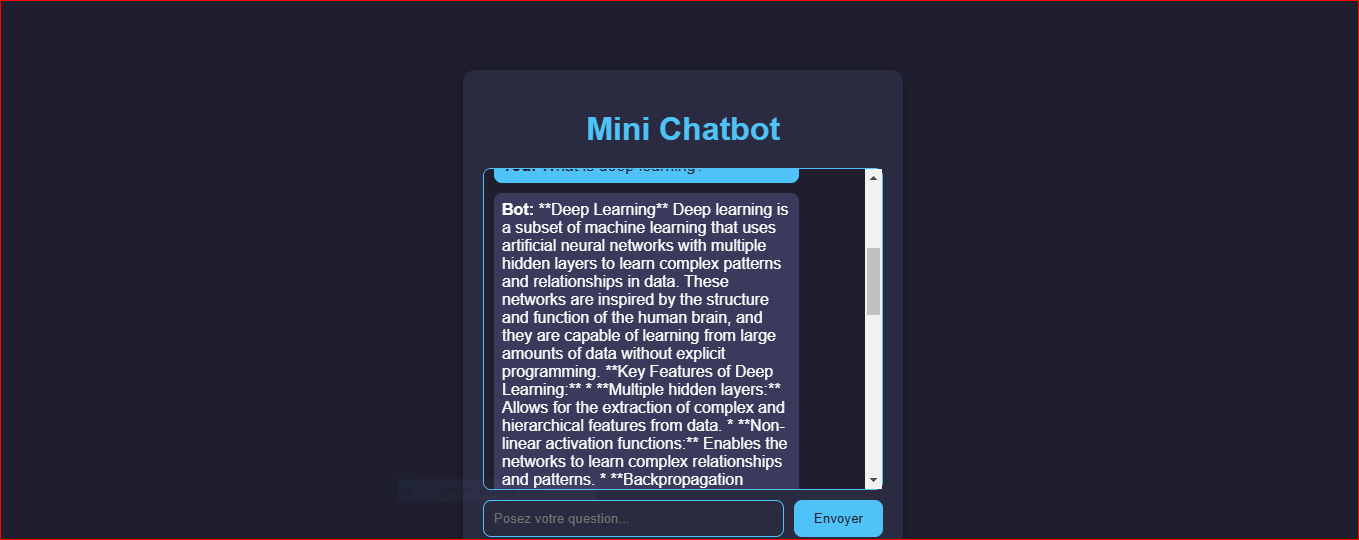 Mini Chatbot
You: What is deep learning?
Bot: **Deep Learning** Deep learning is
a subset of machine learning that uses
artificial neural networks with multiple
hidden layers to learn complex patterns
and relationships in data. These
networks are inspired by the structure
and function of the human brain, and
they are capable of learning from large
amounts of data without explicit
programming. **Key Features of Deep
Learning:** * **Multiple hidden layers:**
Allows for the extraction of complex and
hierarchical features from data. * **Non-
linear activation functions:** Enables the
networks to learn complex relationships
and patterns. * **Backpropagation
Capture
Posez votre question...
Envoyer